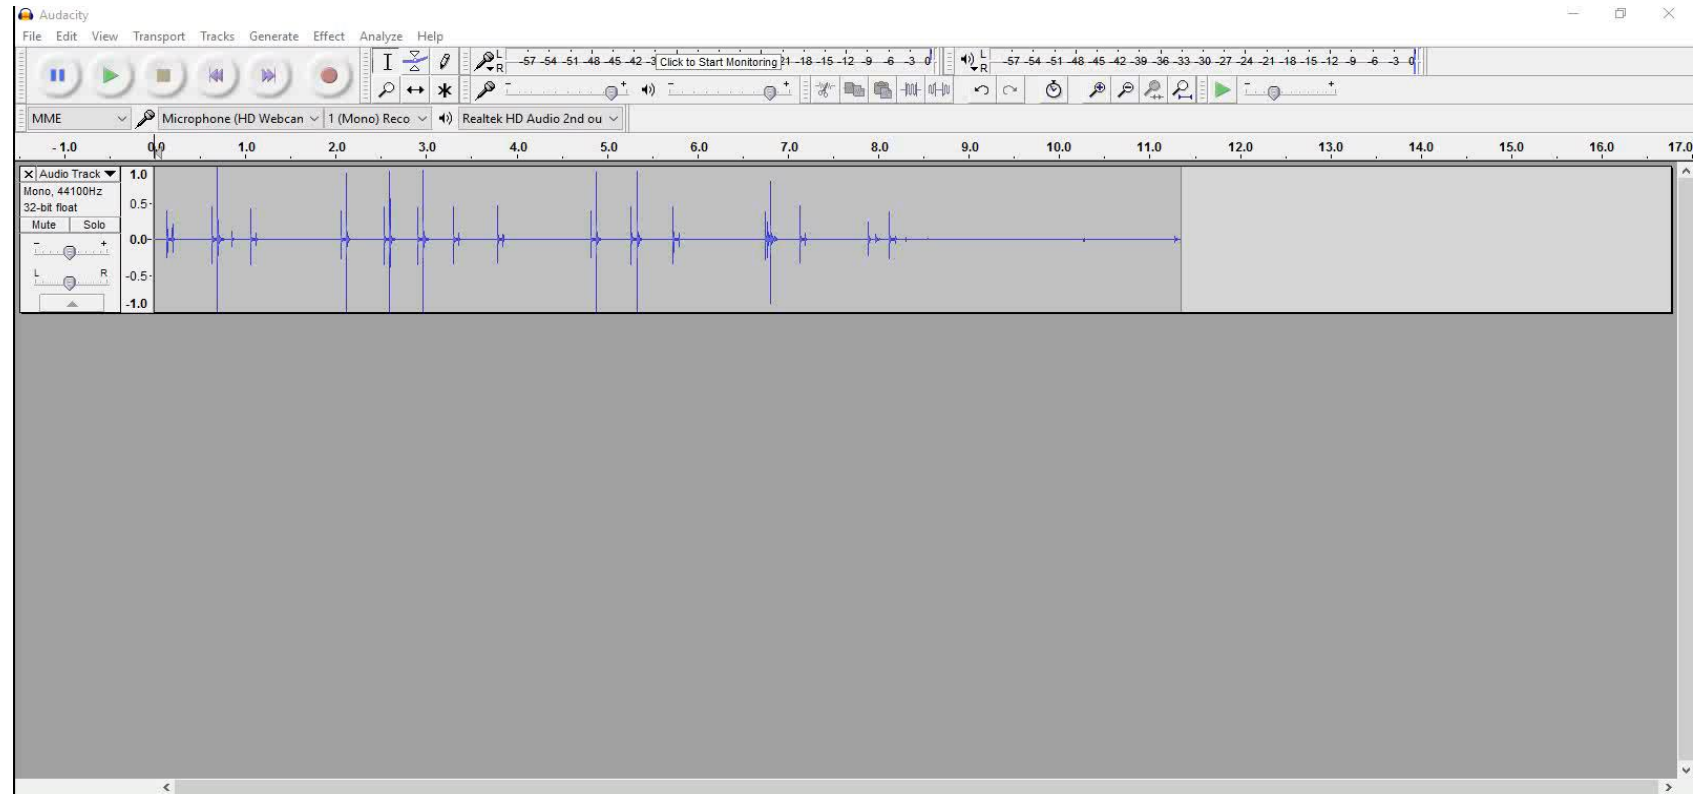 Audacity
File Edit View Transport Tracks Generate Effect Analyze Help
L R -57 -54 -51 -48 -45 -42 -3 Click to Start Monitoring 21 -18 -15 -12 -9 -6 -3 0 L R -57 -54 -51 -48 -45 -42 -39 -36 -33 -30 -27 -24 -21 -18 -15 -12 -9 -6 -3 0
- + - + - +
MME Microphone (HD Webcan 1 (Mono) Reco Realtek HD Audio 2nd ou
- 1.0 0.0 1.0 2.0 3.0 4.0 5.0 6.0 7.0 8.0 9.0 10.0 11.0 12.0 13.0 14.0 15.0 16.0 17.0
X Audio Track 1.0
Mono, 44100Hz
32-bit float 0.5-
Mute Solo
- + 0.0-
L R -0.5-
-1.0